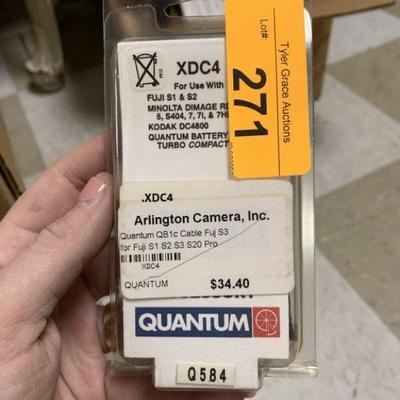 XDC4
For Use With
FUJI S1 & S2
MINOLTA DIMAGE RD
5, S404, 7, 7i, & 7HI
KODAK DC4800
QUANTUM BATTERY
TURBO COMPACT
Lot#:
271
Tyler Grace Auctions
.XDC4
Arlington Camera, Inc.
Quantum QB1c Cable Fuj S3
for Fuji S1 S2 S3 S20 Pro
XDC4
QUANTUM
$34.40
QUANTUM
Q584